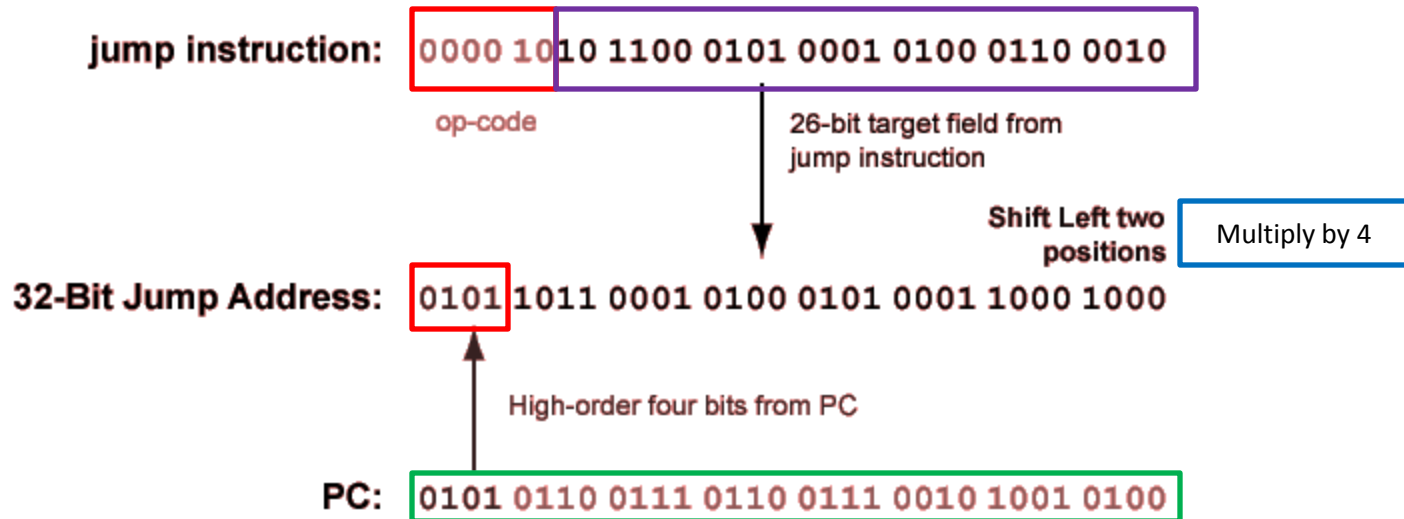 jump instruction: 0000 1010 1100 0101 0001 0100 0110 0010
op-code
26-bit target field from
jump instruction
Shift Left two
positions
Multiply by 4
32-Bit Jump Address: 0101 1011 0001 0100 0101 0001 1000 1000
High-order four bits from PC
PC: 0101 0110 0111 0110 0111 0010 1001 0100